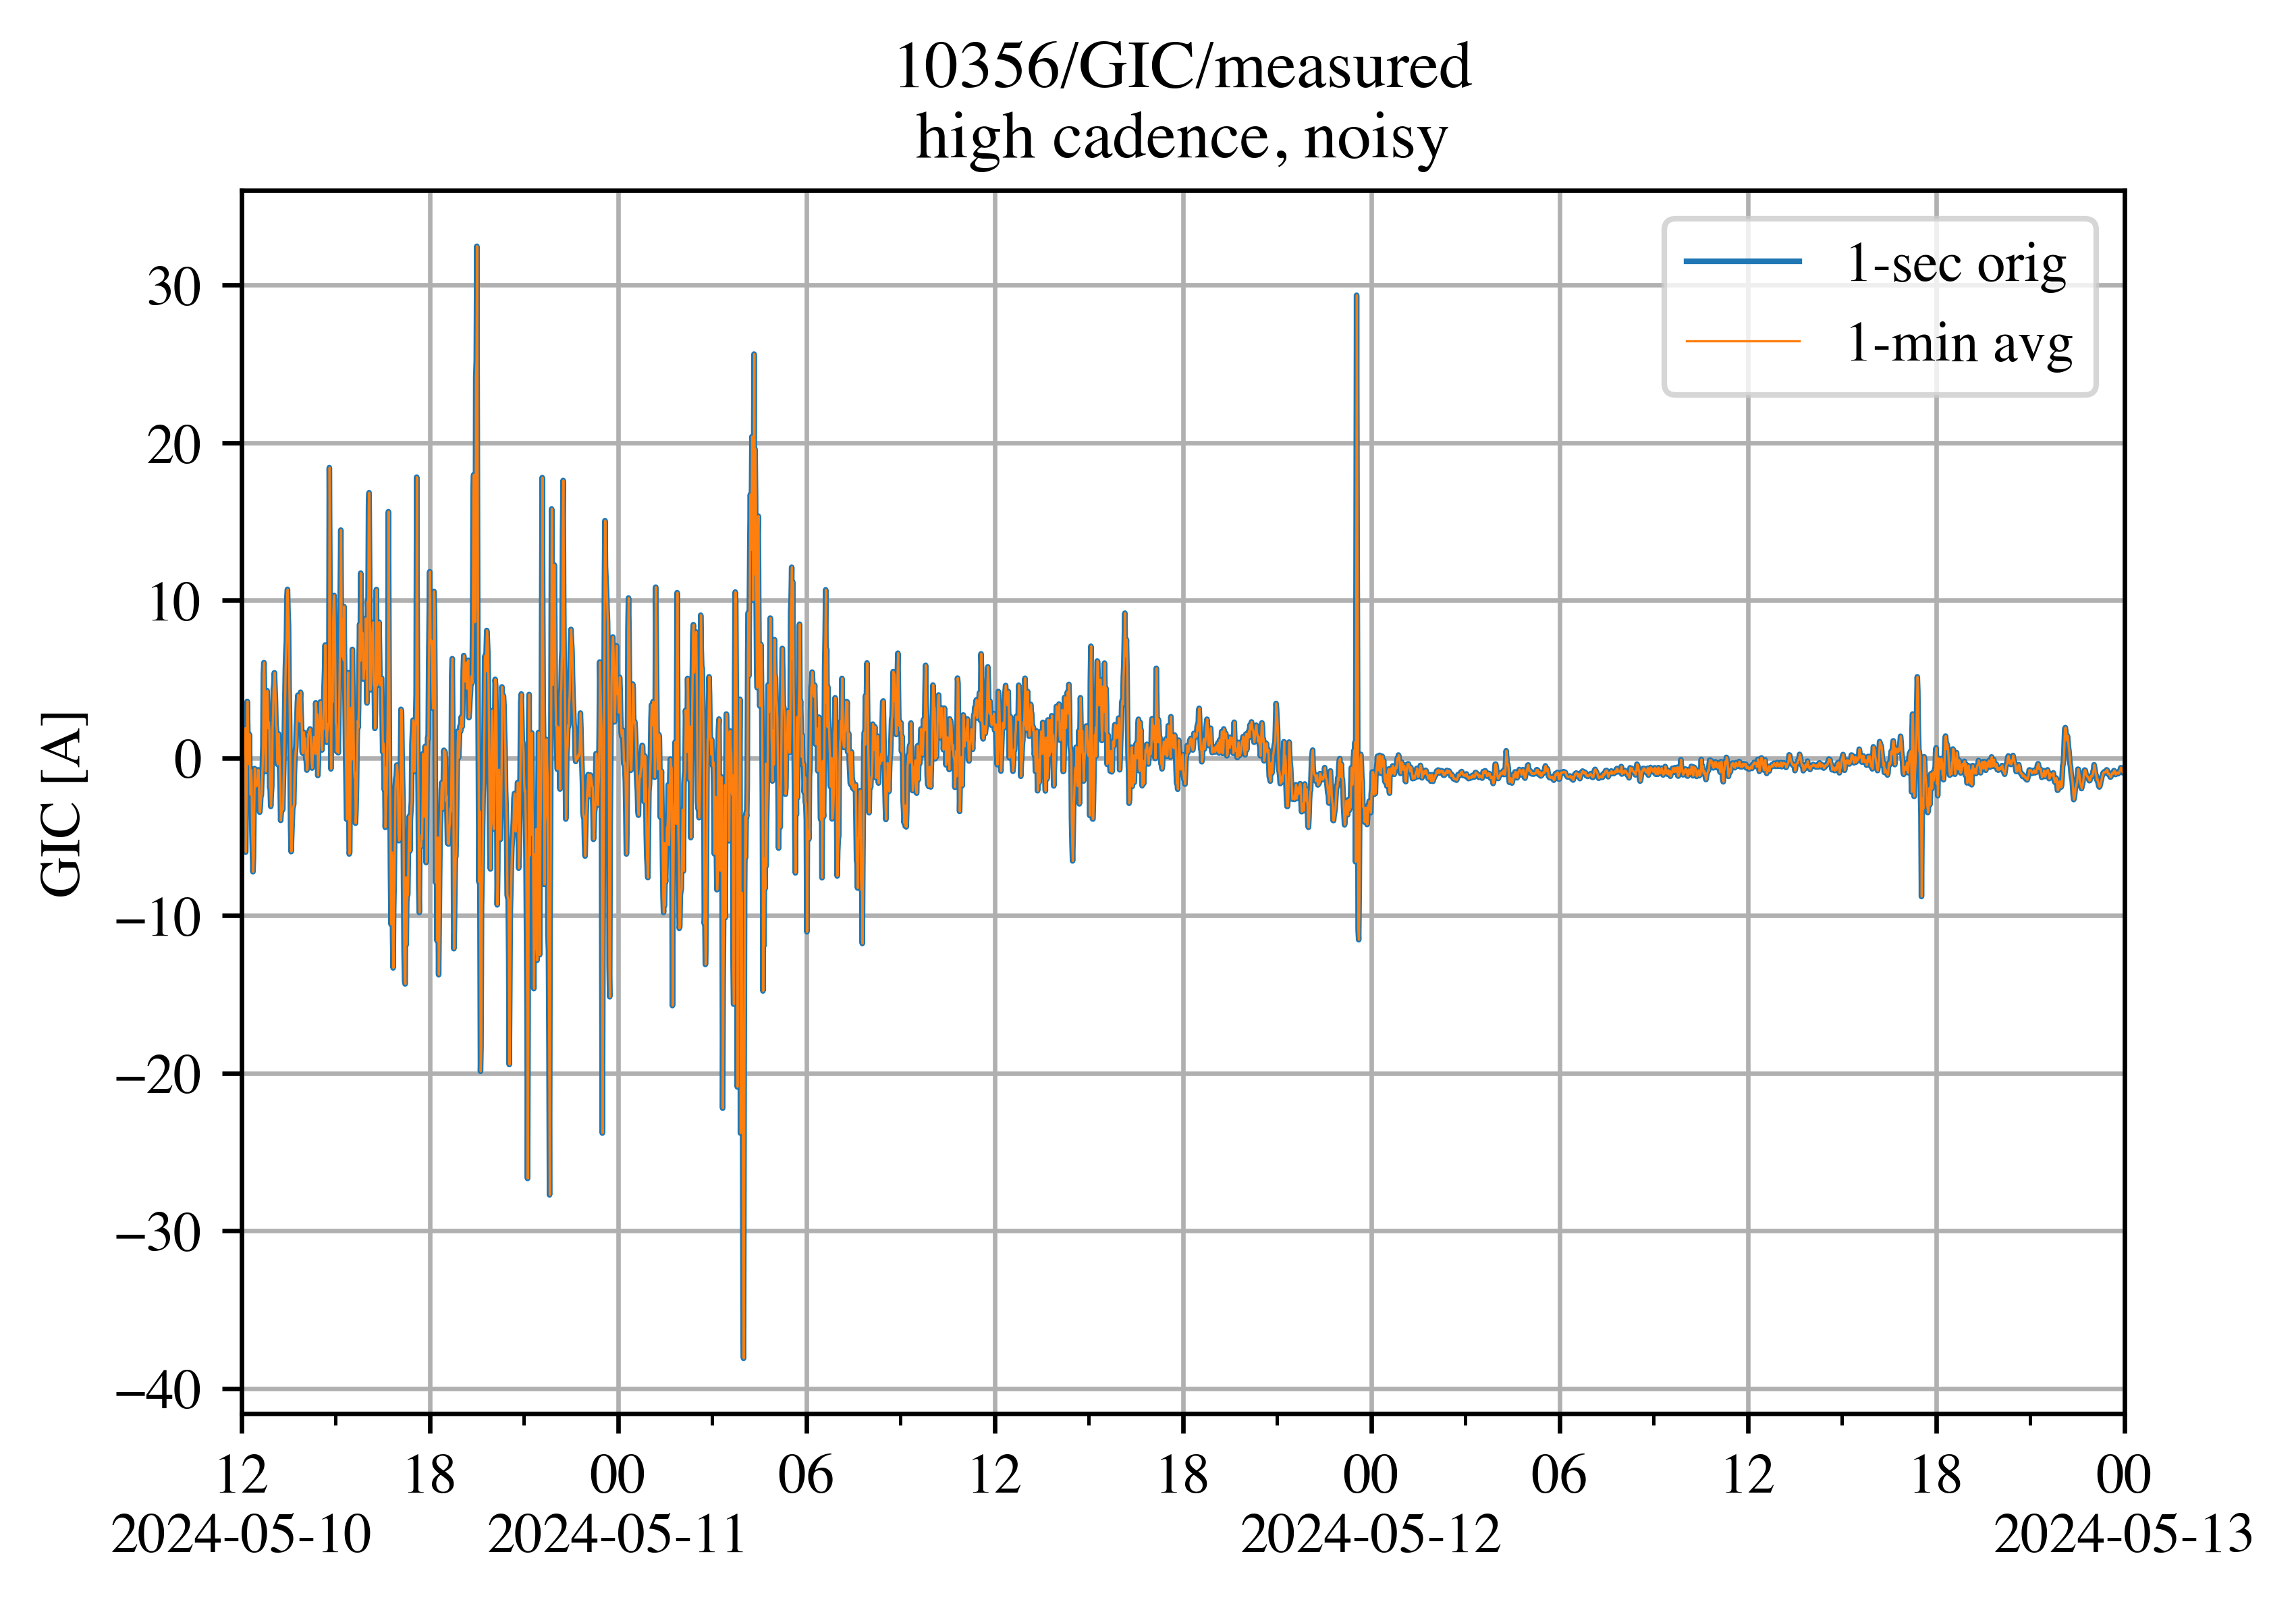 10356/GIC/measured
high cadence, noisy
1-sec orig
1-min avg
GIC [A]
30
20
10
0
−10
−20
−30
−40
12 18 00 06 12 18 00 06 12 18 00
2024-05-10 2024-05-11 2024-05-12 2024-05-13